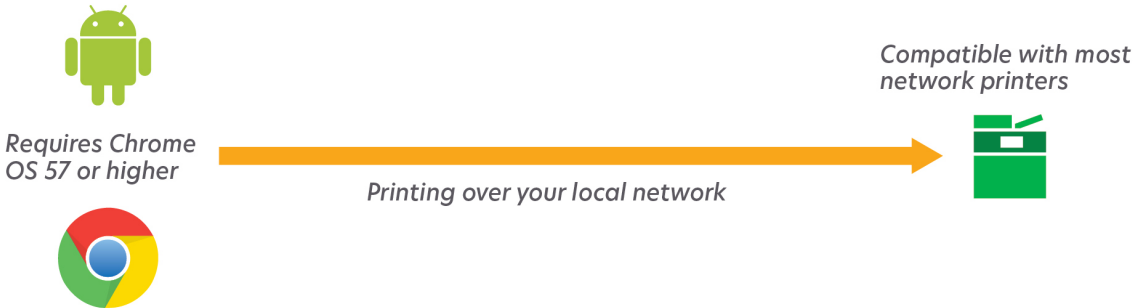 Compatible with most
network printers
Requires Chrome
OS 57 or higher
Printing over your local network